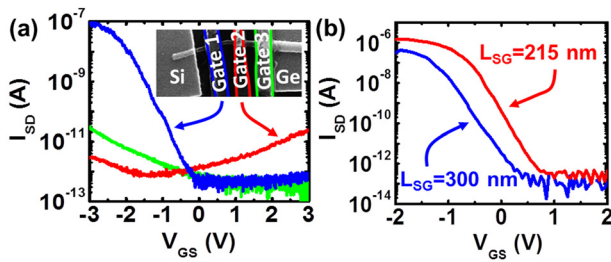 (a)
10⁻⁷
10⁻⁹
10⁻¹¹
10⁻¹³
I_SD (A)
-3 -2 -1 0 1 2 3
V_GS (V)
Si
Gate 1
Gate 2
Gate 3
Ge
(b)
10⁻⁶
10⁻⁸
10⁻¹⁰
10⁻¹²
10⁻¹⁴
I_SD (A)
L_SG=215 nm
L_SG=300 nm
-2 -1 0 1 2
V_GS (V)